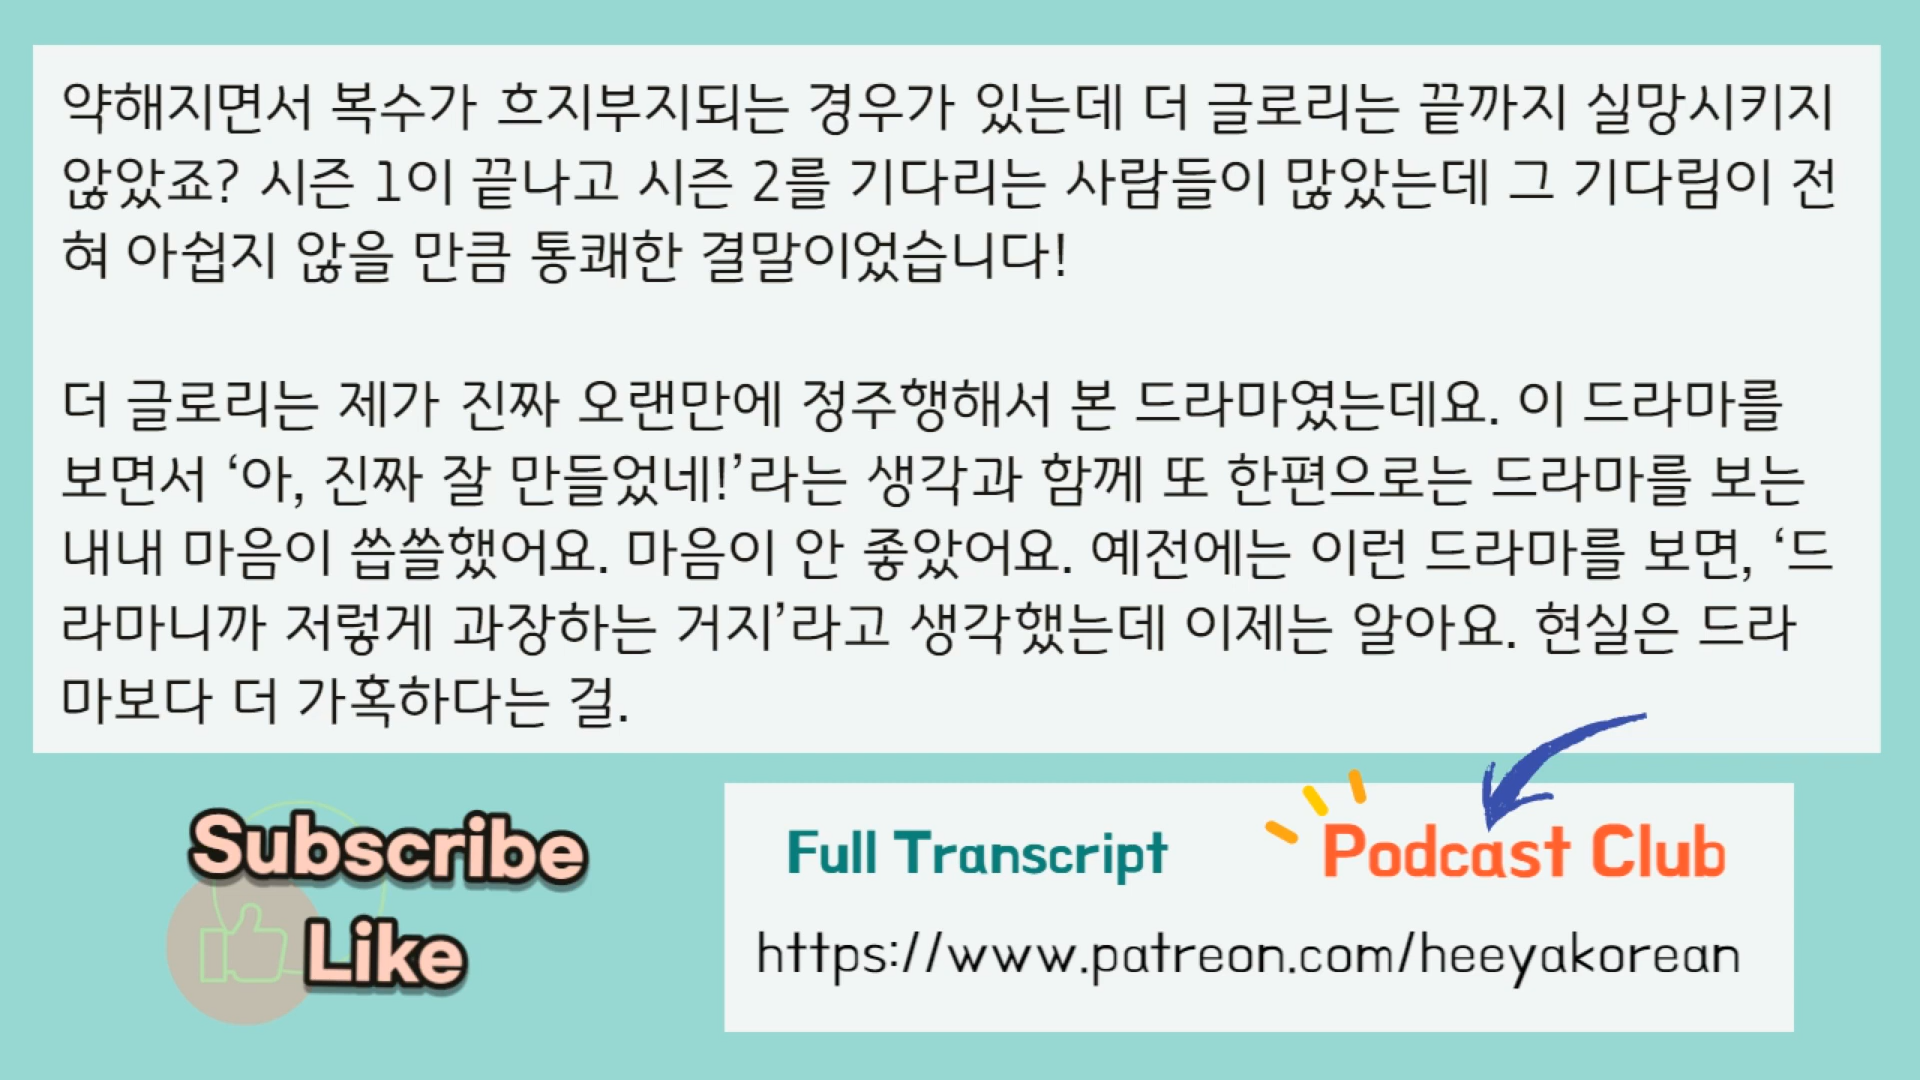 약해지면서 복수가 흐지부지되는 경우가 있는데 더 글로리는 끝까지 실망시키지
않았죠? 시즌 1이 끝나고 시즌 2를 기다리는 사람들이 많았는데 그 기다림이 전
혀 아쉽지 않을 만큼 통쾌한 결말이었습니다!
더 글로리는 제가 진짜 오랜만에 정주행해서 본 드라마였는데요. 이 드라마를
보면서 ‘아, 진짜 잘 만들었네!’라는 생각과 함께 또 한편으로는 드라마를 보는
내내 마음이 씁쓸했어요. 마음이 안 좋았어요. 예전에는 이런 드라마를 보면, ‘드
라마니까 저렇게 과장하는 거지’라고 생각했는데 이제는 알아요. 현실은 드라
마보다 더 가혹하다는 걸.
Subscribe
Like
Full Transcript
Podcast Club
https://www.patreon.com/heeyakorean